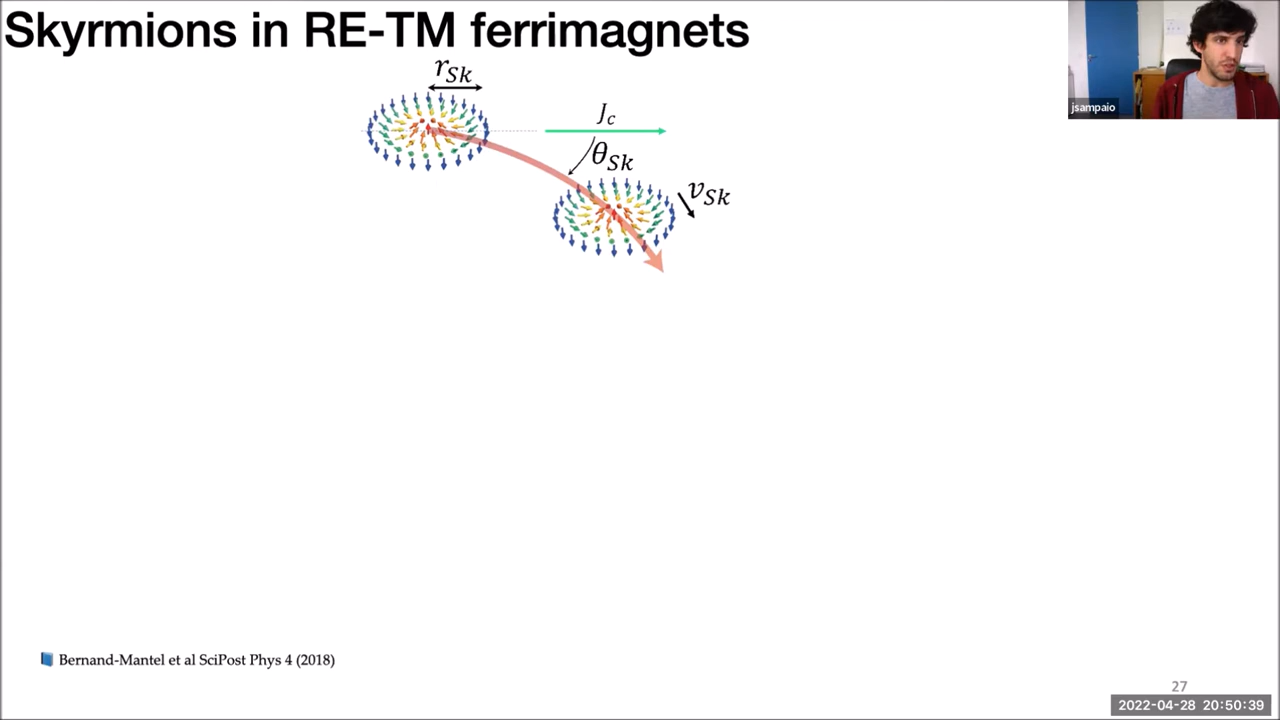 Skyrmions in RE-TM ferrimagnets
r_Sk
J_c
θ_Sk
v_Sk
jsampaio
Bernand-Mantel et al SciPost Phys 4 (2018)
27
2022-04-28 20:50:39